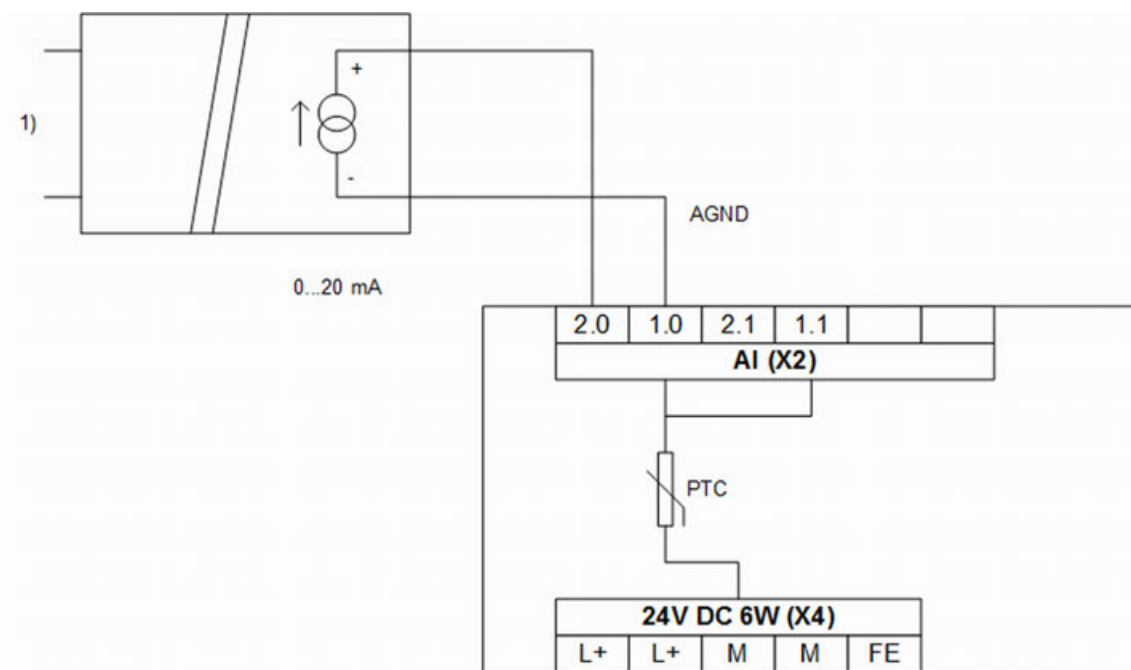 +
1)
-
AGND
0...20 mA
2.0 1.0 2.1 1.1
AI (X2)
PTC
24V DC 6W (X4)
L+ L+ M M FE